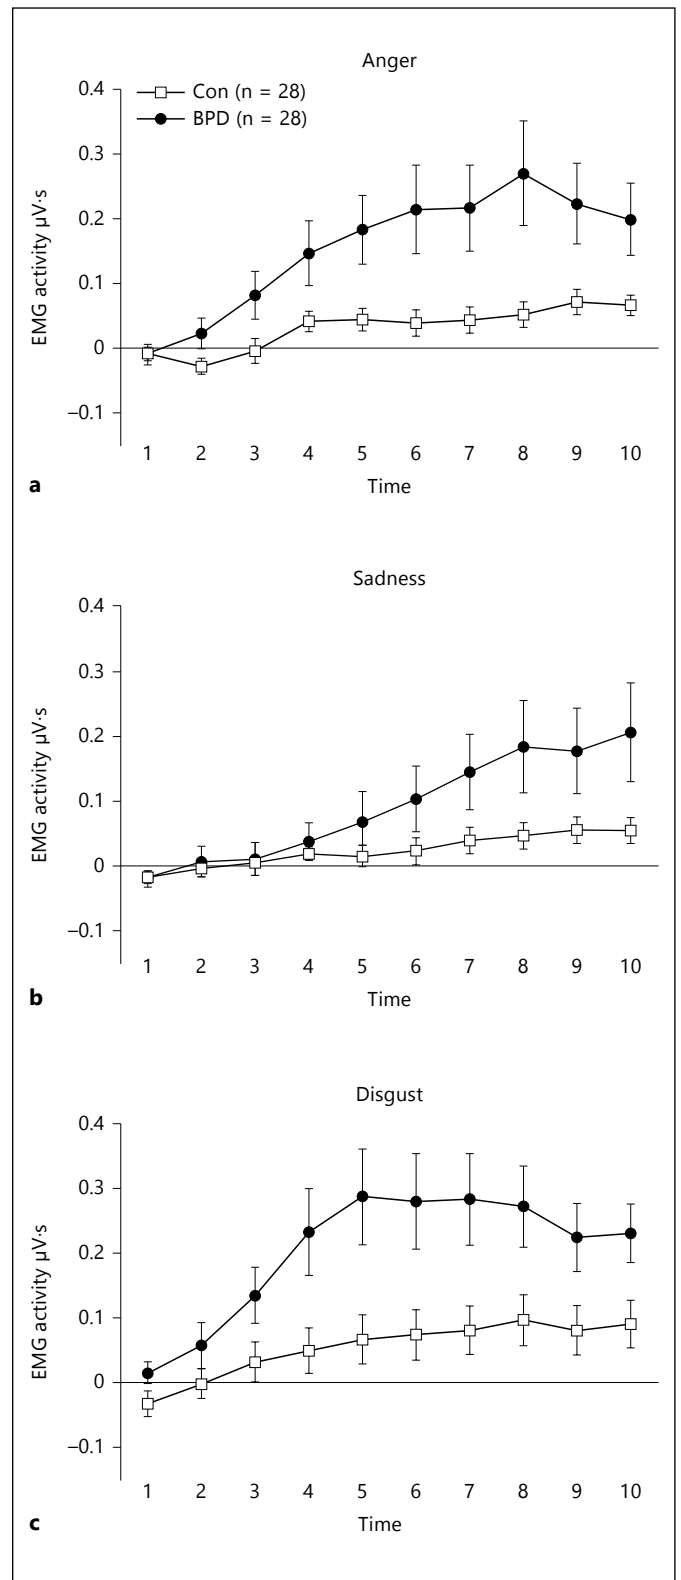 Anger
0.4
Con (n = 28)
BPD (n = 28)
0.3
0.2
0.1
0
–0.1
EMG activity µV·s
1 2 3 4 5 6 7 8 9 10
a
Time
Sadness
0.4
0.3
0.2
0.1
0
–0.1
EMG activity µV·s
1 2 3 4 5 6 7 8 9 10
b
Time
Disgust
0.4
0.3
0.2
0.1
0
–0.1
EMG activity µV·s
1 2 3 4 5 6 7 8 9 10
c
Time